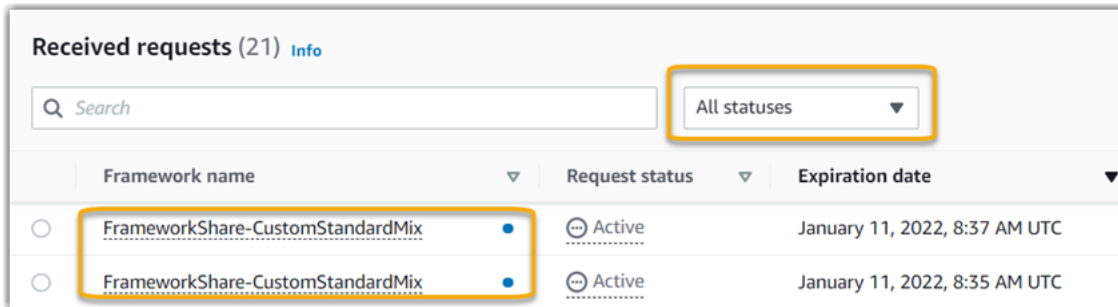 Received requests (21) Info
Search
All statuses
Framework name Request status Expiration date
FrameworkShare-CustomStandardMix Active January 11, 2022, 8:37 AM UTC
FrameworkShare-CustomStandardMix Active January 11, 2022, 8:35 AM UTC